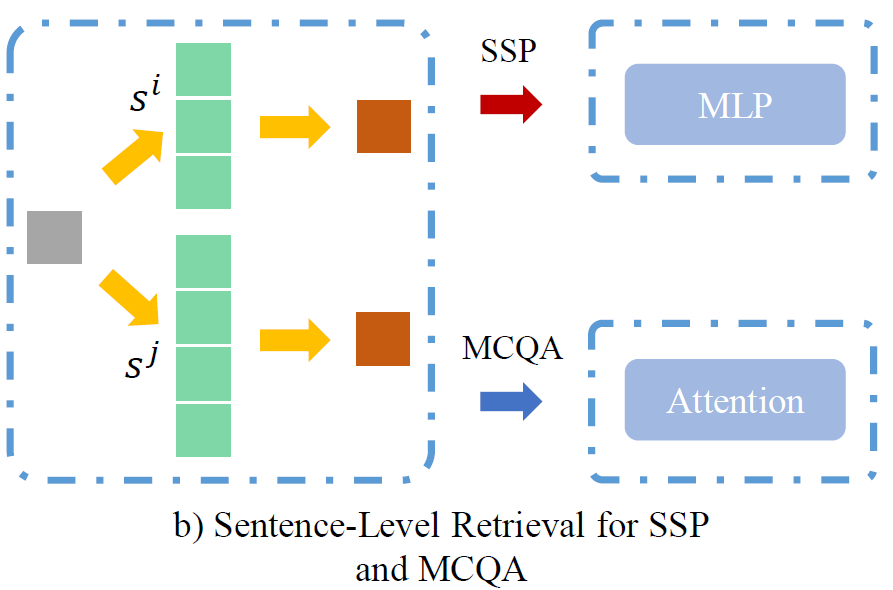 SSP
s^i
MLP
s^j
MCQA
Attention
b) Sentence-Level Retrieval for SSP
and MCQA